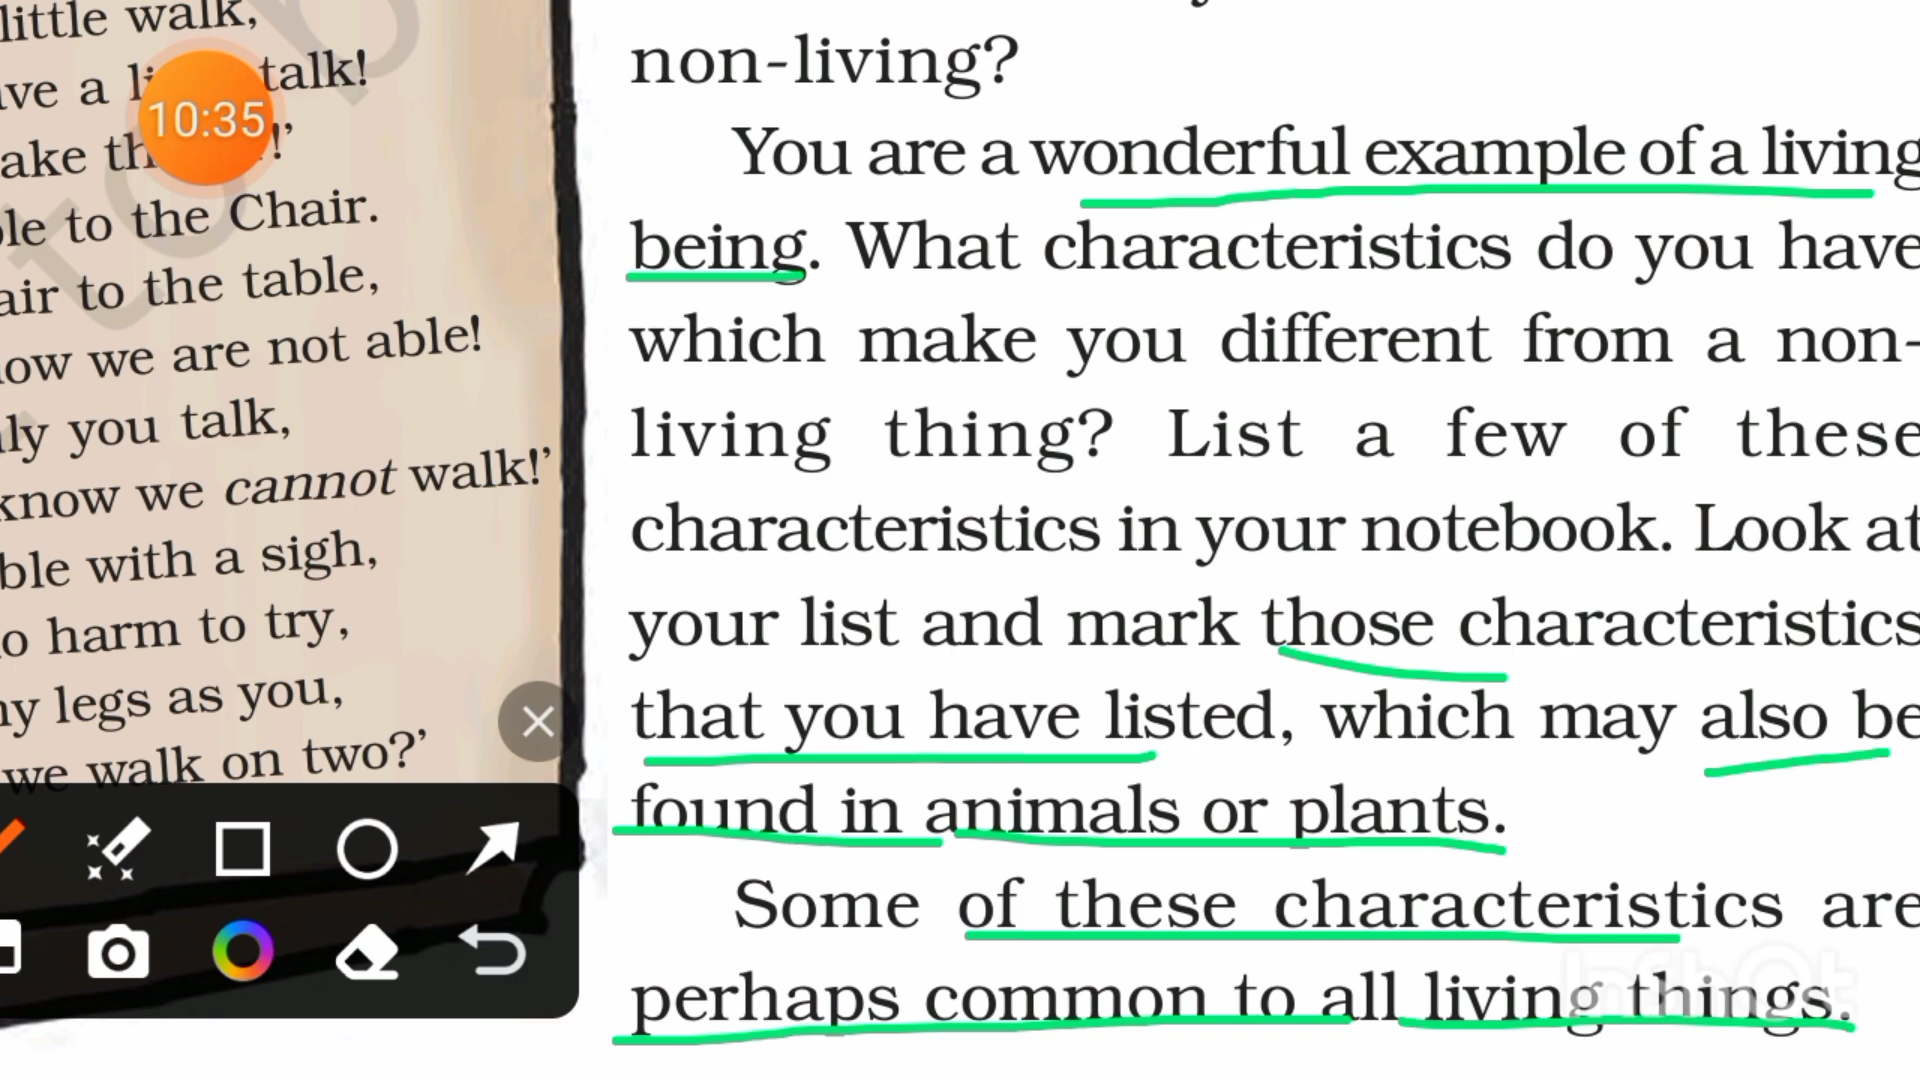 little walk,
ve a li talk!
10:35
ake th !'
ble to the Chair.
air to the table,
now we are not able!
ly you talk,
know we cannot walk!'
ble with a sigh,
o harm to try,
ny legs as you,
we walk on two?'
non-living?
You are a wonderful example of a living
being. What characteristics do you have
which make you different from a non-
living thing? List a few of these
characteristics in your notebook. Look at
your list and mark those characteristics
that you have listed, which may also be
found in animals or plants.
Some of these characteristics are
perhaps common to all living things.
InShOt